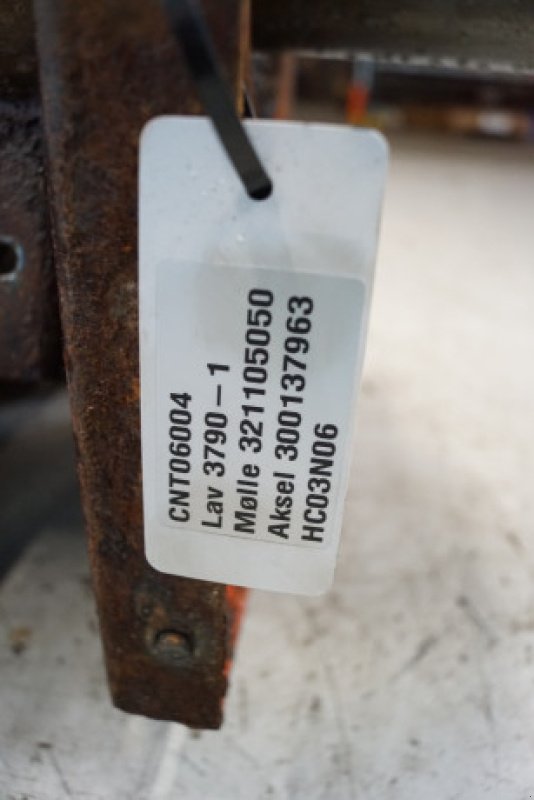 CNT06004
Lav 3790 – 1
Mølle 321105050
Aksel 300137963
HC03N06